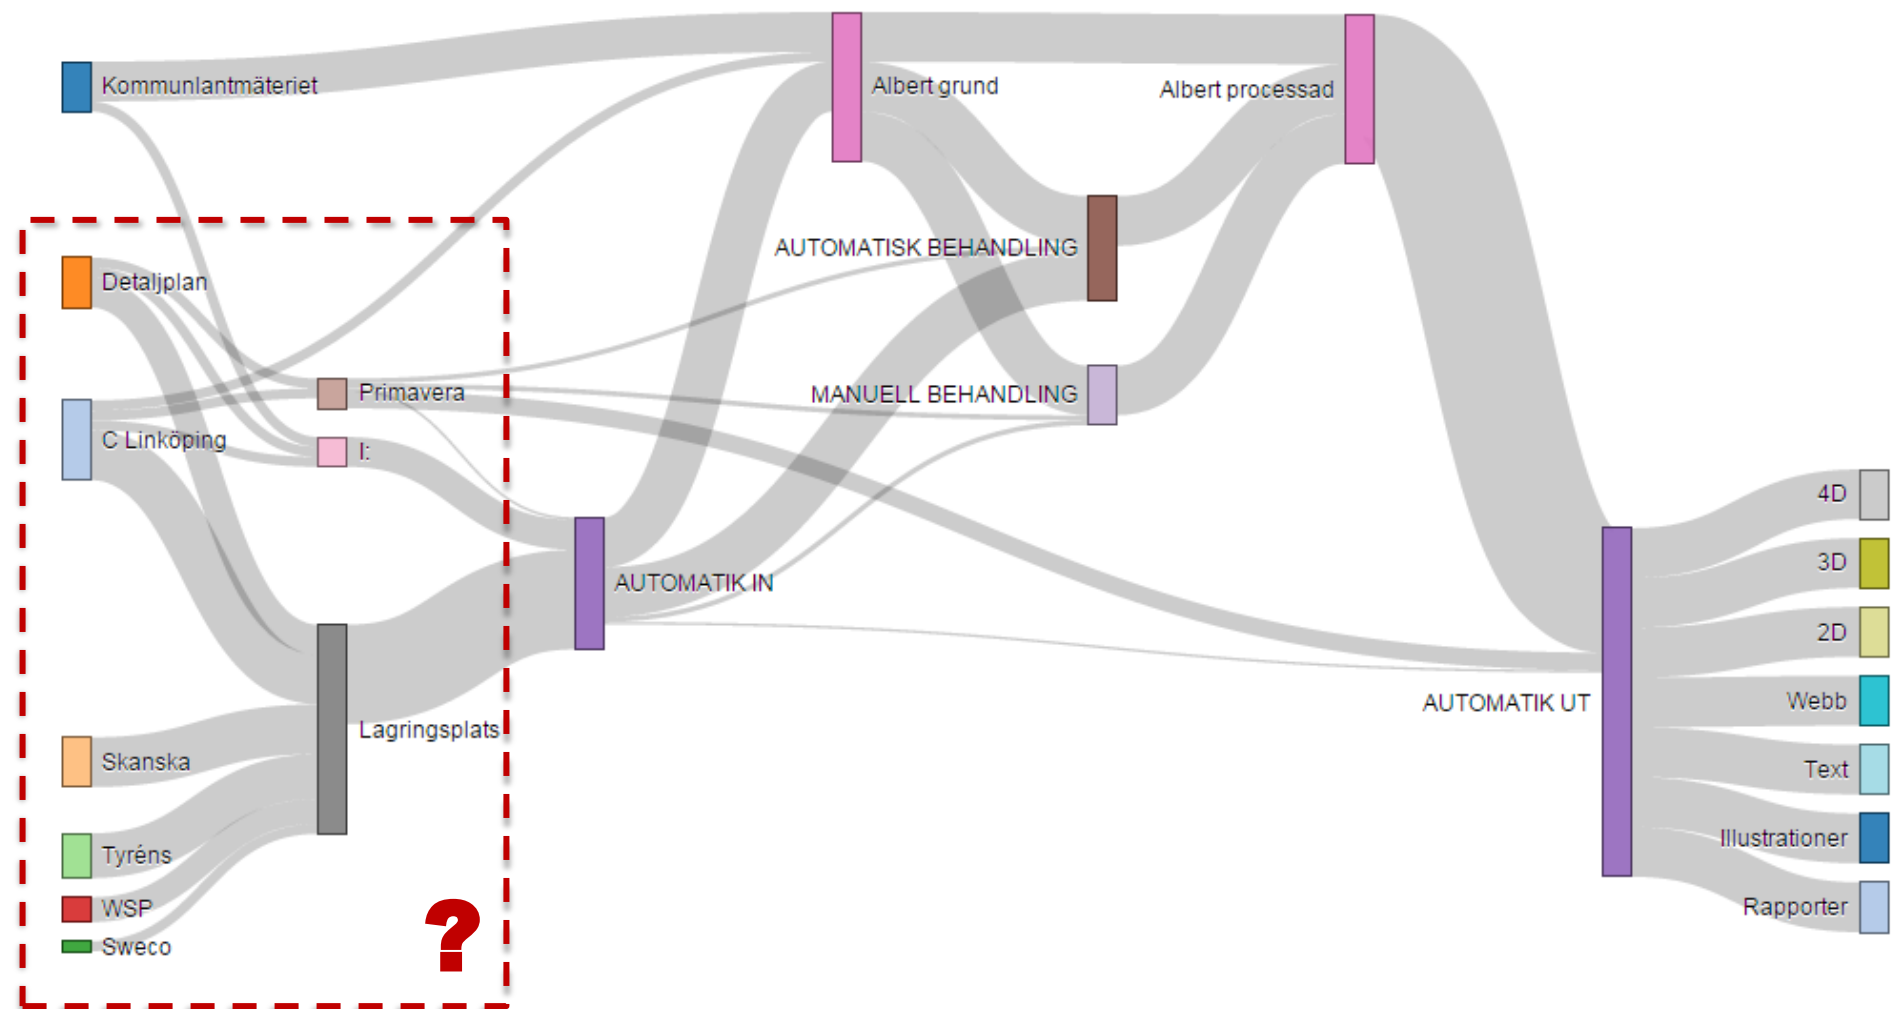 Kommunlantmäteriet
Albert grund
Albert processad
AUTOMATISK BEHANDLING
Detaljplan
Primavera
MANUELL BEHANDLING
C Linköping
I:
4D
3D
AUTOMATIK IN
2D
Webb
AUTOMATIK UT
Lagringsplats
Skanska
Text
Illustrationer
Tyréns
WSP
Rapporter
Sweco
?